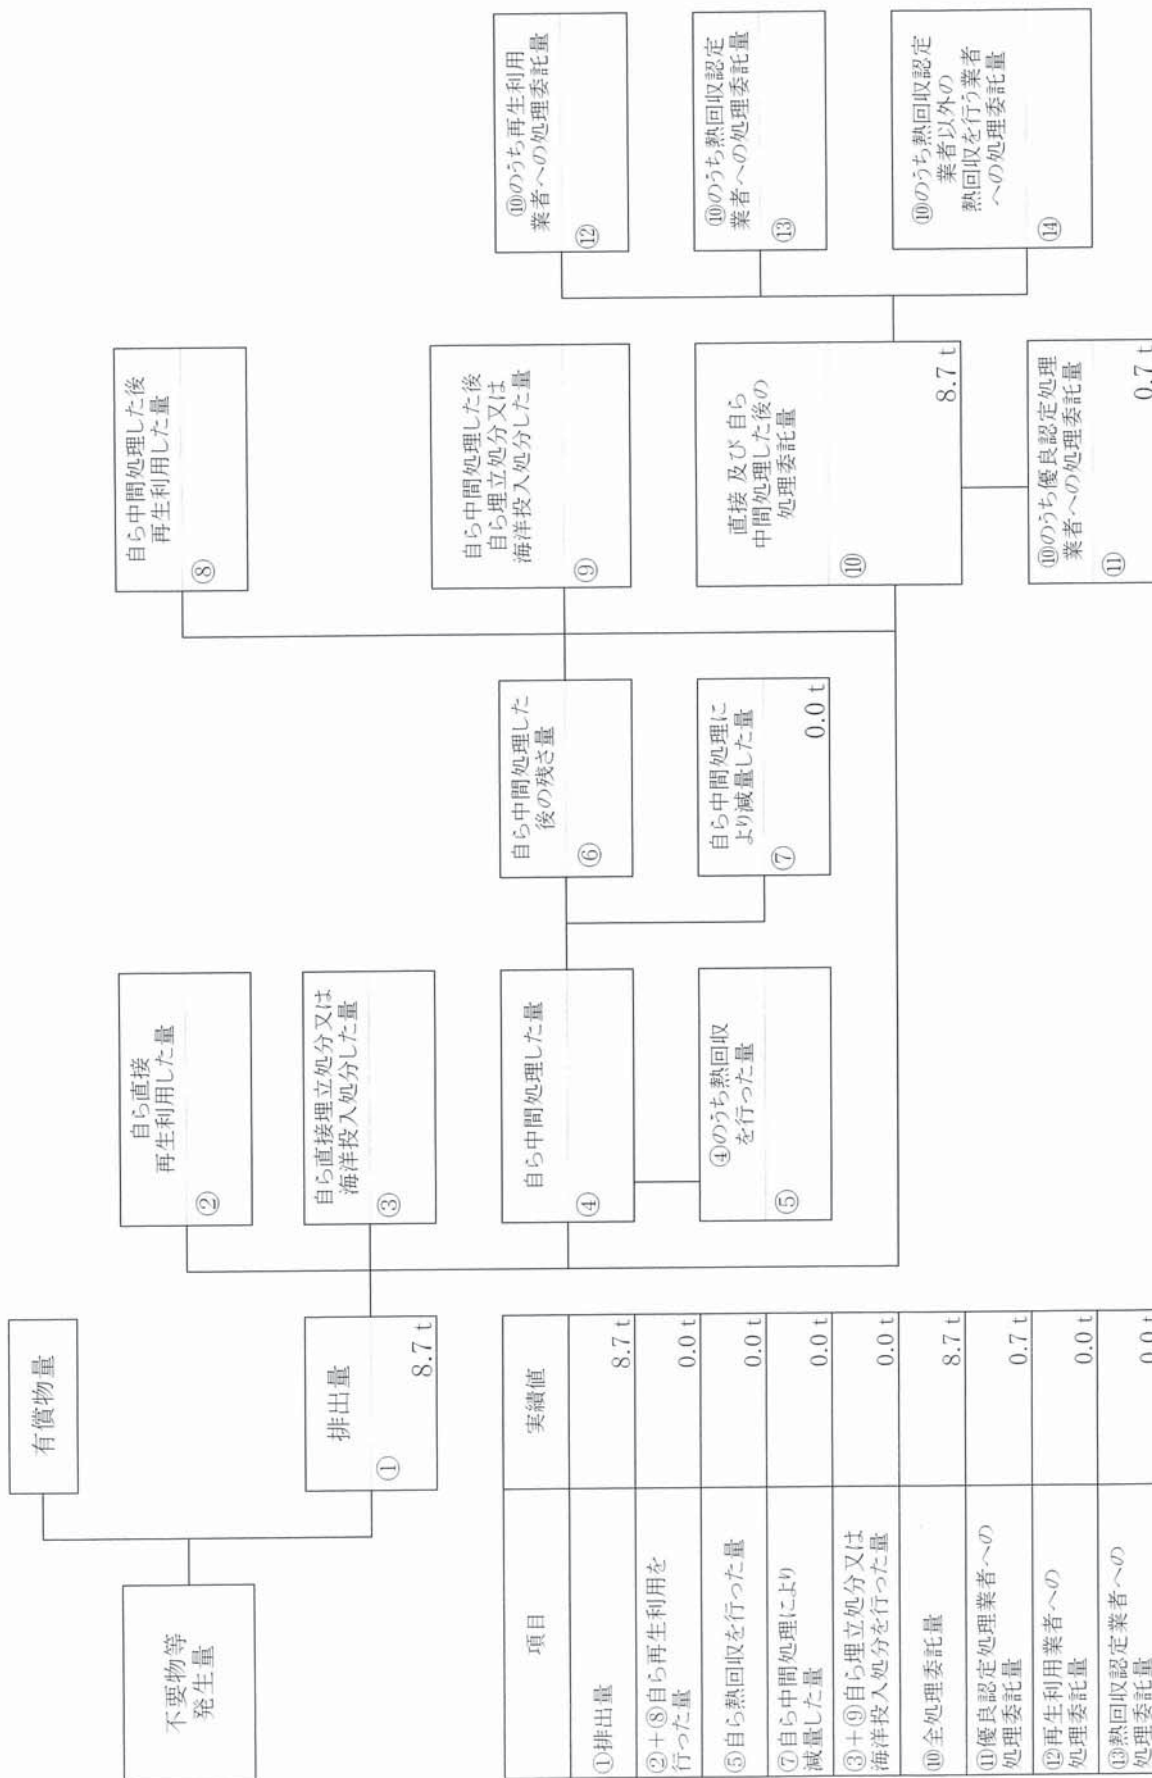 不要物等
発生量
有償物量
排出量
①
8.7 t
自ら直接
再生利用した量
②
自ら直接埋立処分又は
海洋投入処分した量
③
自ら中間処理した量
④
④のうち熱回収
を行った量
⑤
自ら中間処理した
後の残さ量
⑥
自ら中間処理に
より減量した量
⑦
0.0 t
自ら中間処理した後
再生利用した量
⑧
自ら中間処理した後
自ら埋立処分又は
海洋投入処分した量
⑨
直接 及び 自ら
中間処理した後の
処理委託量
⑩
8.7 t
⑩のうち優良認定処理
業者への処理委託量
⑪
0.7 t
⑩のうち再生利用
業者への処理委託量
⑫
⑩のうち熱回収認定
業者への処理委託量
⑬
⑩のうち熱回収認定
業者以外の
熱回収を行う業者
への処理委託量
⑭
項目 実績値
①排出量 8.7 t
②+⑧自ら再生利用を
行った量 0.0 t
⑤自ら熱回収を行った量 0.0 t
⑦自ら中間処理により
減量した量 0.0 t
③+⑨自ら埋立処分又は
海洋投入処分を行った量 0.0 t
⑩全処理委託量 8.7 t
⑪優良認定処理業者への
処理委託量 0.7 t
⑫再生利用業者への
処理委託量 0.0 t
⑬熱回収認定業者への
処理委託量 0.0 t